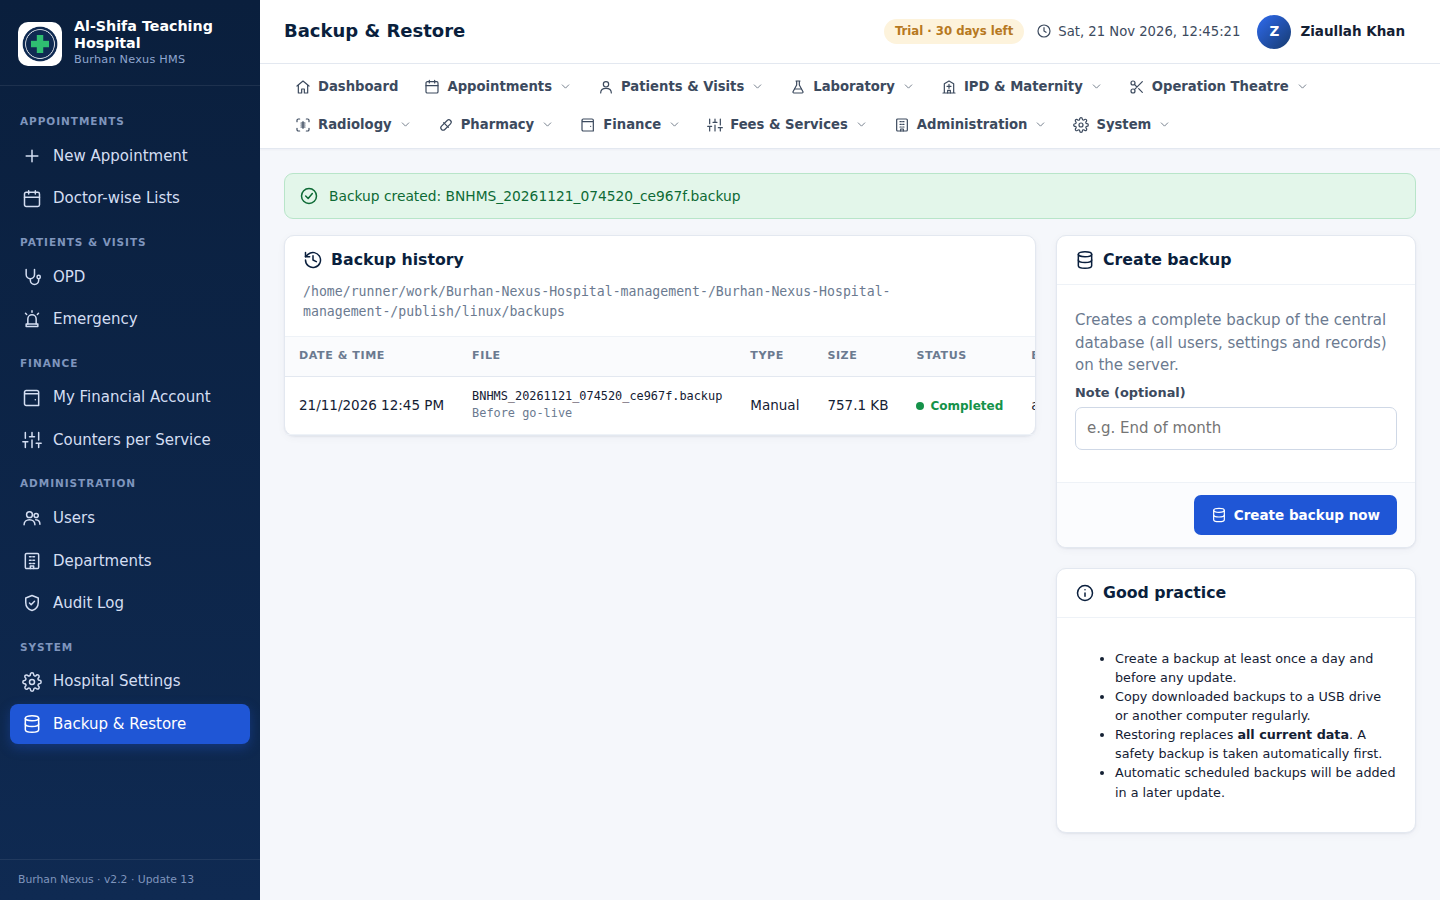 Al-Shifa Teaching
Hospital
Burhan Nexus HMS
APPOINTMENTS
New Appointment
Doctor-wise Lists
PATIENTS & VISITS
OPD
Emergency
FINANCE
My Financial Account
Counters per Service
ADMINISTRATION
Users
Departments
Audit Log
SYSTEM
Hospital Settings
Backup & Restore
Burhan Nexus · v2.2 · Update 13
Backup & Restore
Trial · 30 days left
Sat, 21 Nov 2026, 12:45:21
Z
Ziaullah Khan
Dashboard Appointments Patients & Visits Laboratory IPD & Maternity Operation Theatre
Radiology Pharmacy Finance Fees & Services Administration System
Backup created: BNHMS_20261121_074520_ce967f.backup
Backup history
/home/runner/work/Burhan-Nexus-Hospital-management-/Burhan-Nexus-Hospital-
management-/publish/linux/backups
DATE & TIME FILE TYPE SIZE STATUS
21/11/2026 12:45 PM BNHMS_20261121_074520_ce967f.backup Manual 757.1 KB Completed
Before go-live
Create backup
Creates a complete backup of the central
database (all users, settings and records)
on the server.
Note (optional)
e.g. End of month
Create backup now
Good practice
Create a backup at least once a day and
before any update.
Copy downloaded backups to a USB drive
or another computer regularly.
Restoring replaces all current data. A
safety backup is taken automatically first.
Automatic scheduled backups will be added
in a later update.